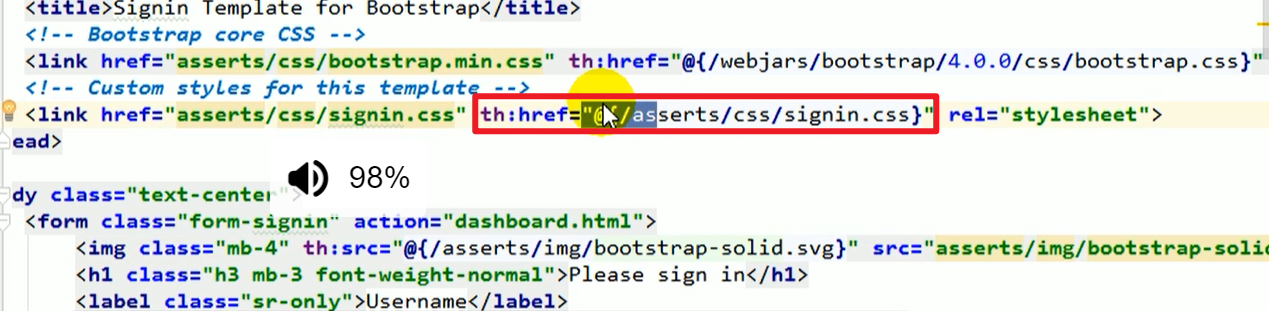 <title>Signin Template for Bootstrap</title>
<!-- Bootstrap core CSS -->
<link href="asserts/css/bootstrap.min.css" th:href="@{/webjars/bootstrap/4.0.0/css/bootstrap.css}"
<!-- Custom styles for this template -->
<link href="asserts/css/signin.css" th:href="@{/asserts/css/signin.css}" rel="stylesheet">
ead>
98%
dy class="text-center">
<form class="form-signin" action="dashboard.html">
<img class="mb-4" th:src="@{/asserts/img/bootstrap-solid.svg}" src="asserts/img/bootstrap-solid
<h1 class="h3 mb-3 font-weight-normal">Please sign in</h1>
<label class="sr-only">Username</label>